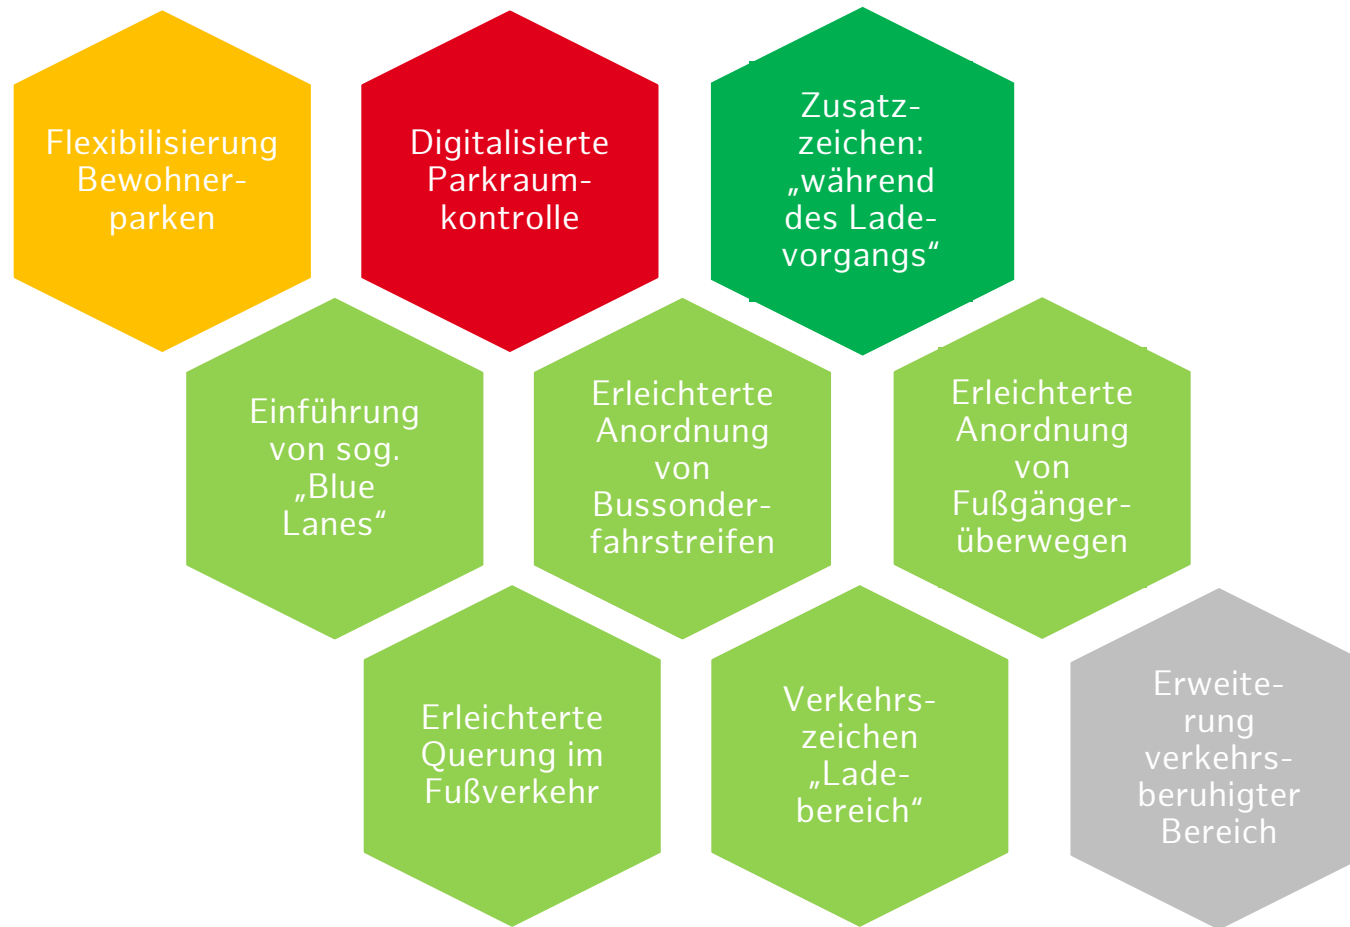 Flexibilisierung
Bewohner-
parken
Digitalisierte
Parkraum-
kontrolle
Zusatz-
zeichen:
„während
des Lade-
vorgangs“
Einführung
von sog.
„Blue
Lanes“
Erleichterte
Anordnung
von
Bussonder-
fahrstreifen
Erleichterte
Anordnung
von
Fußgänger-
überwegen
Erleichterte
Querung im
Fußverkehr
Verkehrs-
zeichen
„Lade-
bereich“
Erweite-
rung
verkehrs-
beruhigter
Bereich